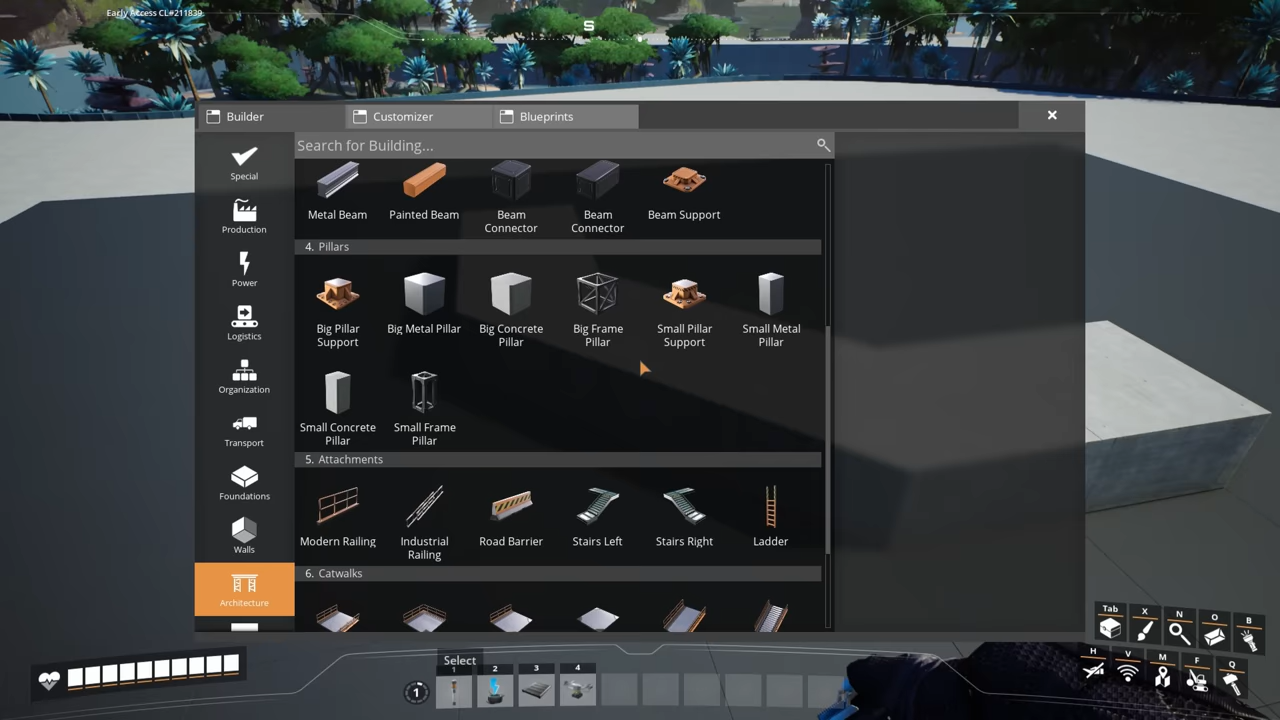 Early Access CL#211839
S
Builder
Customizer
Blueprints
Search for Building...
Special
Production
Power
Logistics
Organization
Transport
Foundations
Walls
Architecture
Metal Beam
Painted Beam
Beam
Connector
Beam
Connector
Beam Support
4. Pillars
Big Pillar
Support
Big Metal Pillar
Big Concrete
Pillar
Big Frame
Pillar
Small Pillar
Support
Small Metal
Pillar
Small Concrete
Pillar
Small Frame
Pillar
5. Attachments
Modern Railing
Industrial
Railing
Road Barrier
Stairs Left
Stairs Right
Ladder
6. Catwalks
Select
1
1 2 3 4
Tab X N O B
H V M F Q